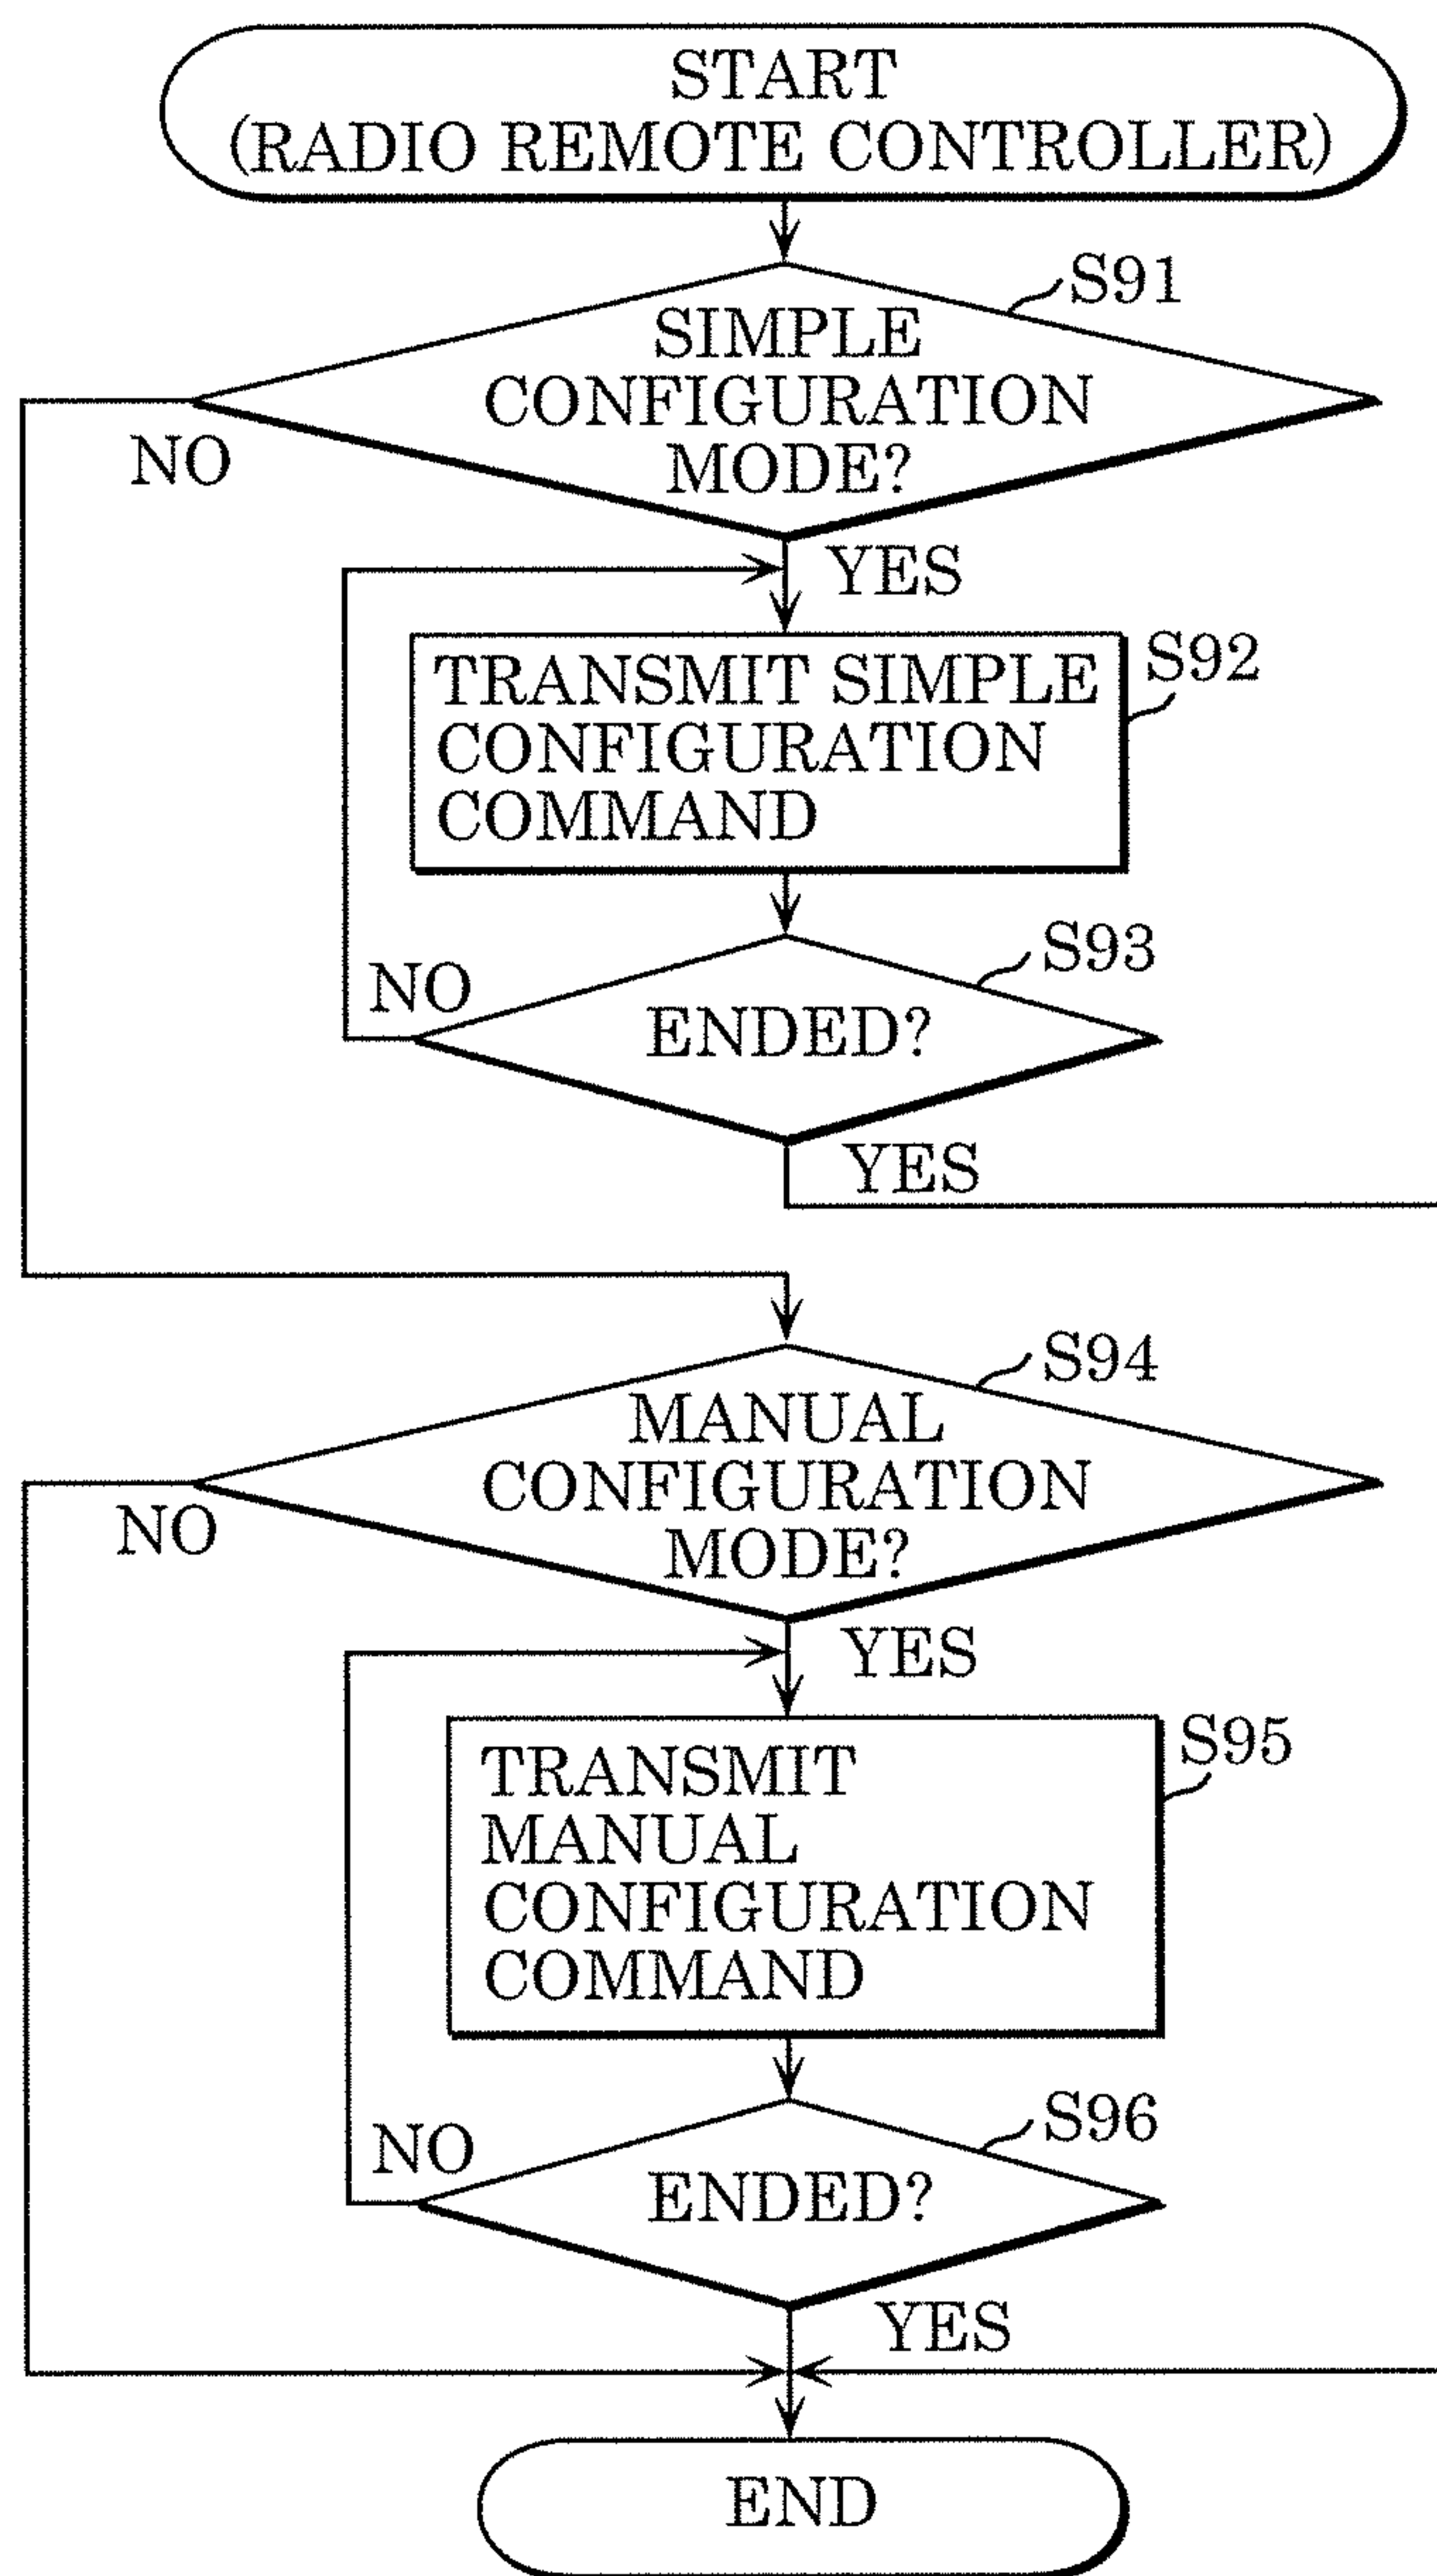 START
(RADIO REMOTE CONTROLLER)
S91
SIMPLE
CONFIGURATION
MODE?
NO
YES
S92
TRANSMIT SIMPLE
CONFIGURATION
COMMAND
S93
NO
ENDED?
YES
S94
MANUAL
CONFIGURATION
MODE?
NO
YES
S95
TRANSMIT
MANUAL
CONFIGURATION
COMMAND
S96
NO
ENDED?
YES
END